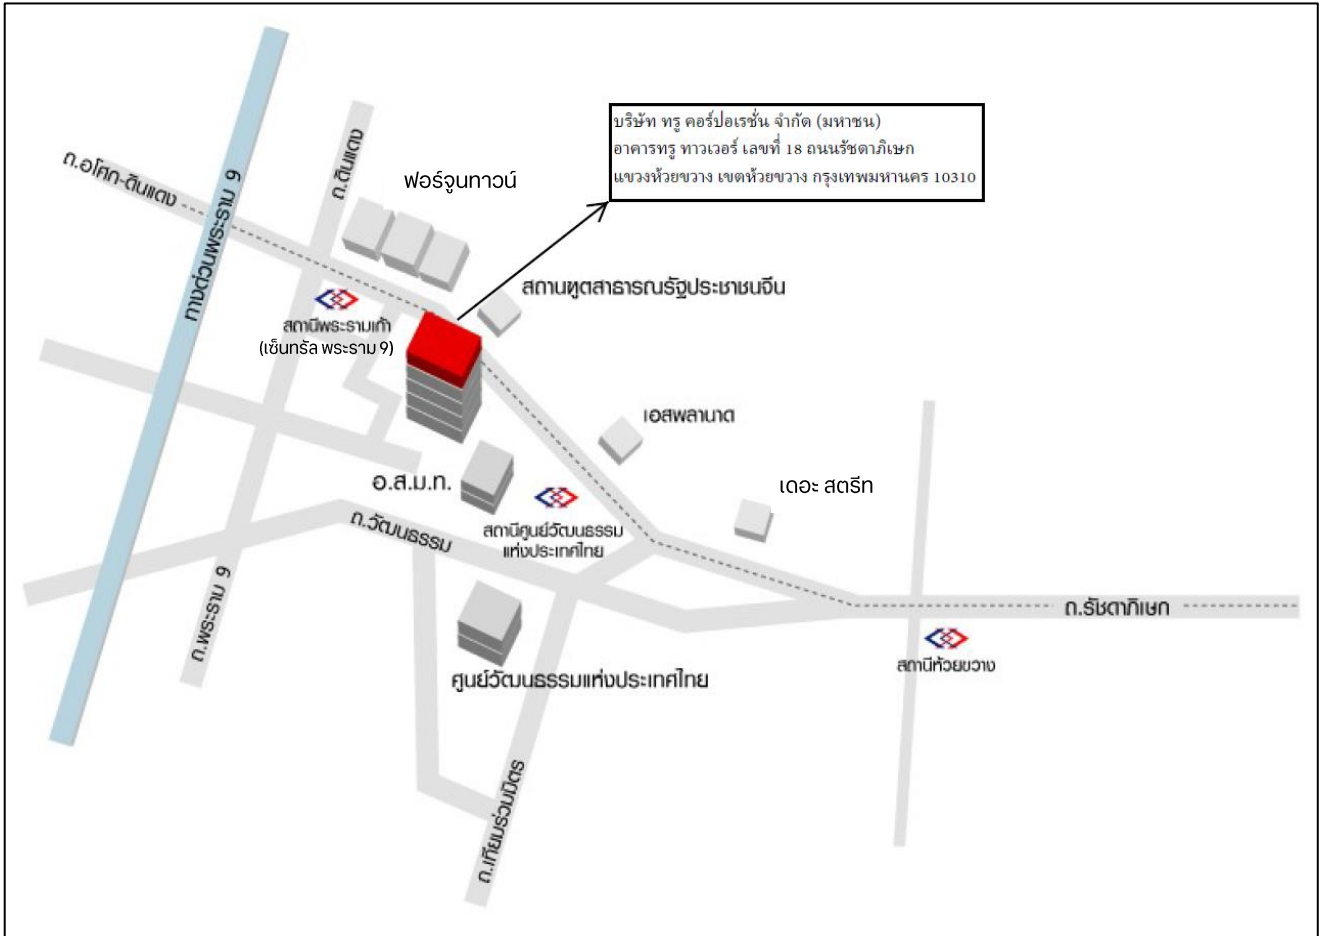 ถ.อโศก-ดินแดง
ทางด่วนพระราม 9
ถ.ดินแดง
ฟอร์จูนทาวน์
บริษัท ทรู คอร์ปอเรชั่น จำกัด (มหาชน)
อาคารทรู ทาวเวอร์ เลขที่ 18 ถนนรัชดาภิเษก
แขวงห้วยขวาง เขตห้วยขวาง กรุงเทพมหานคร 10310
สถานฑูตสาธารณรัฐประชาชนจีน
สถานีพระรามเก้า
(เซ็นทรัล พระราม 9)
เอสพลานาด
อ.ส.ม.ท.
เดอะ สตรีท
ถ.วัฒนธรรม
สถานีศูนย์วัฒนธรรม
แห่งประเทศไทย
ถ.พระราม 9
ถ.รัชดาภิเษก
สถานีห้วยขวาง
ศูนย์วัฒนธรรมแห่งประเทศไทย
ถ.เทียมร่วมมิตร